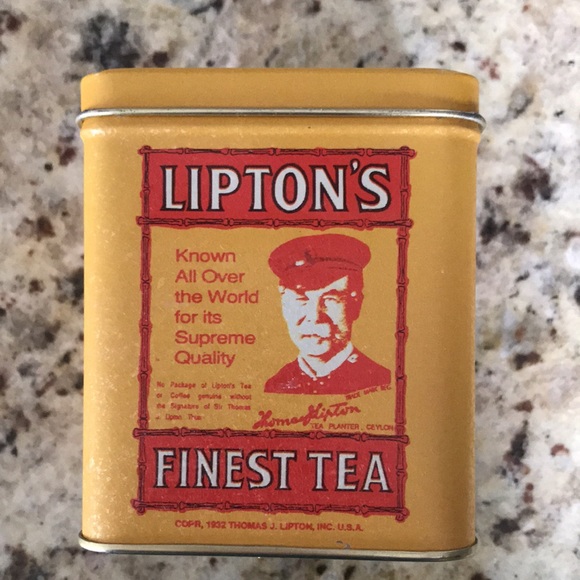 LIPTON'S
Known
All Over
the World
for its
Supreme
Quality
No Package of Lipton's Tea
or Coffee genuine without
the Signature of Sir Thomas
Lipton
Thomas J Lipton
TEA PLANTER, CEYLON
FINEST TEA
COPR, 1932 THOMAS J. LIPTON, INC. U.S.A.